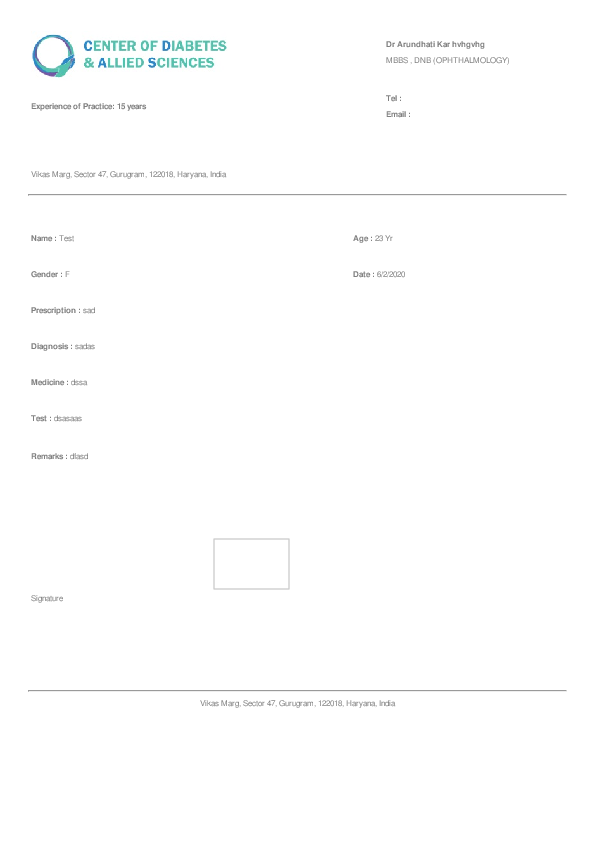 CENTER OF DIABETES
& ALLIED SCIENCES
Dr Arundhati Kar hvhgvhg
MBBS , DNB (OPHTHALMOLOGY)
Experience of Practice: 15 years
Tel :
Email :
Vikas Marg, Sector 47, Gurugram, 122018, Haryana, India
Name : Test
Age : 23 Yr
Gender : F
Date : 6/2/2020
Prescription : sad
Diagnosis : sadas
Medicine : dssa
Test : dsasaas
Remarks : dfasd
Signature
Vikas Marg, Sector 47, Gurugram, 122018, Haryana, India